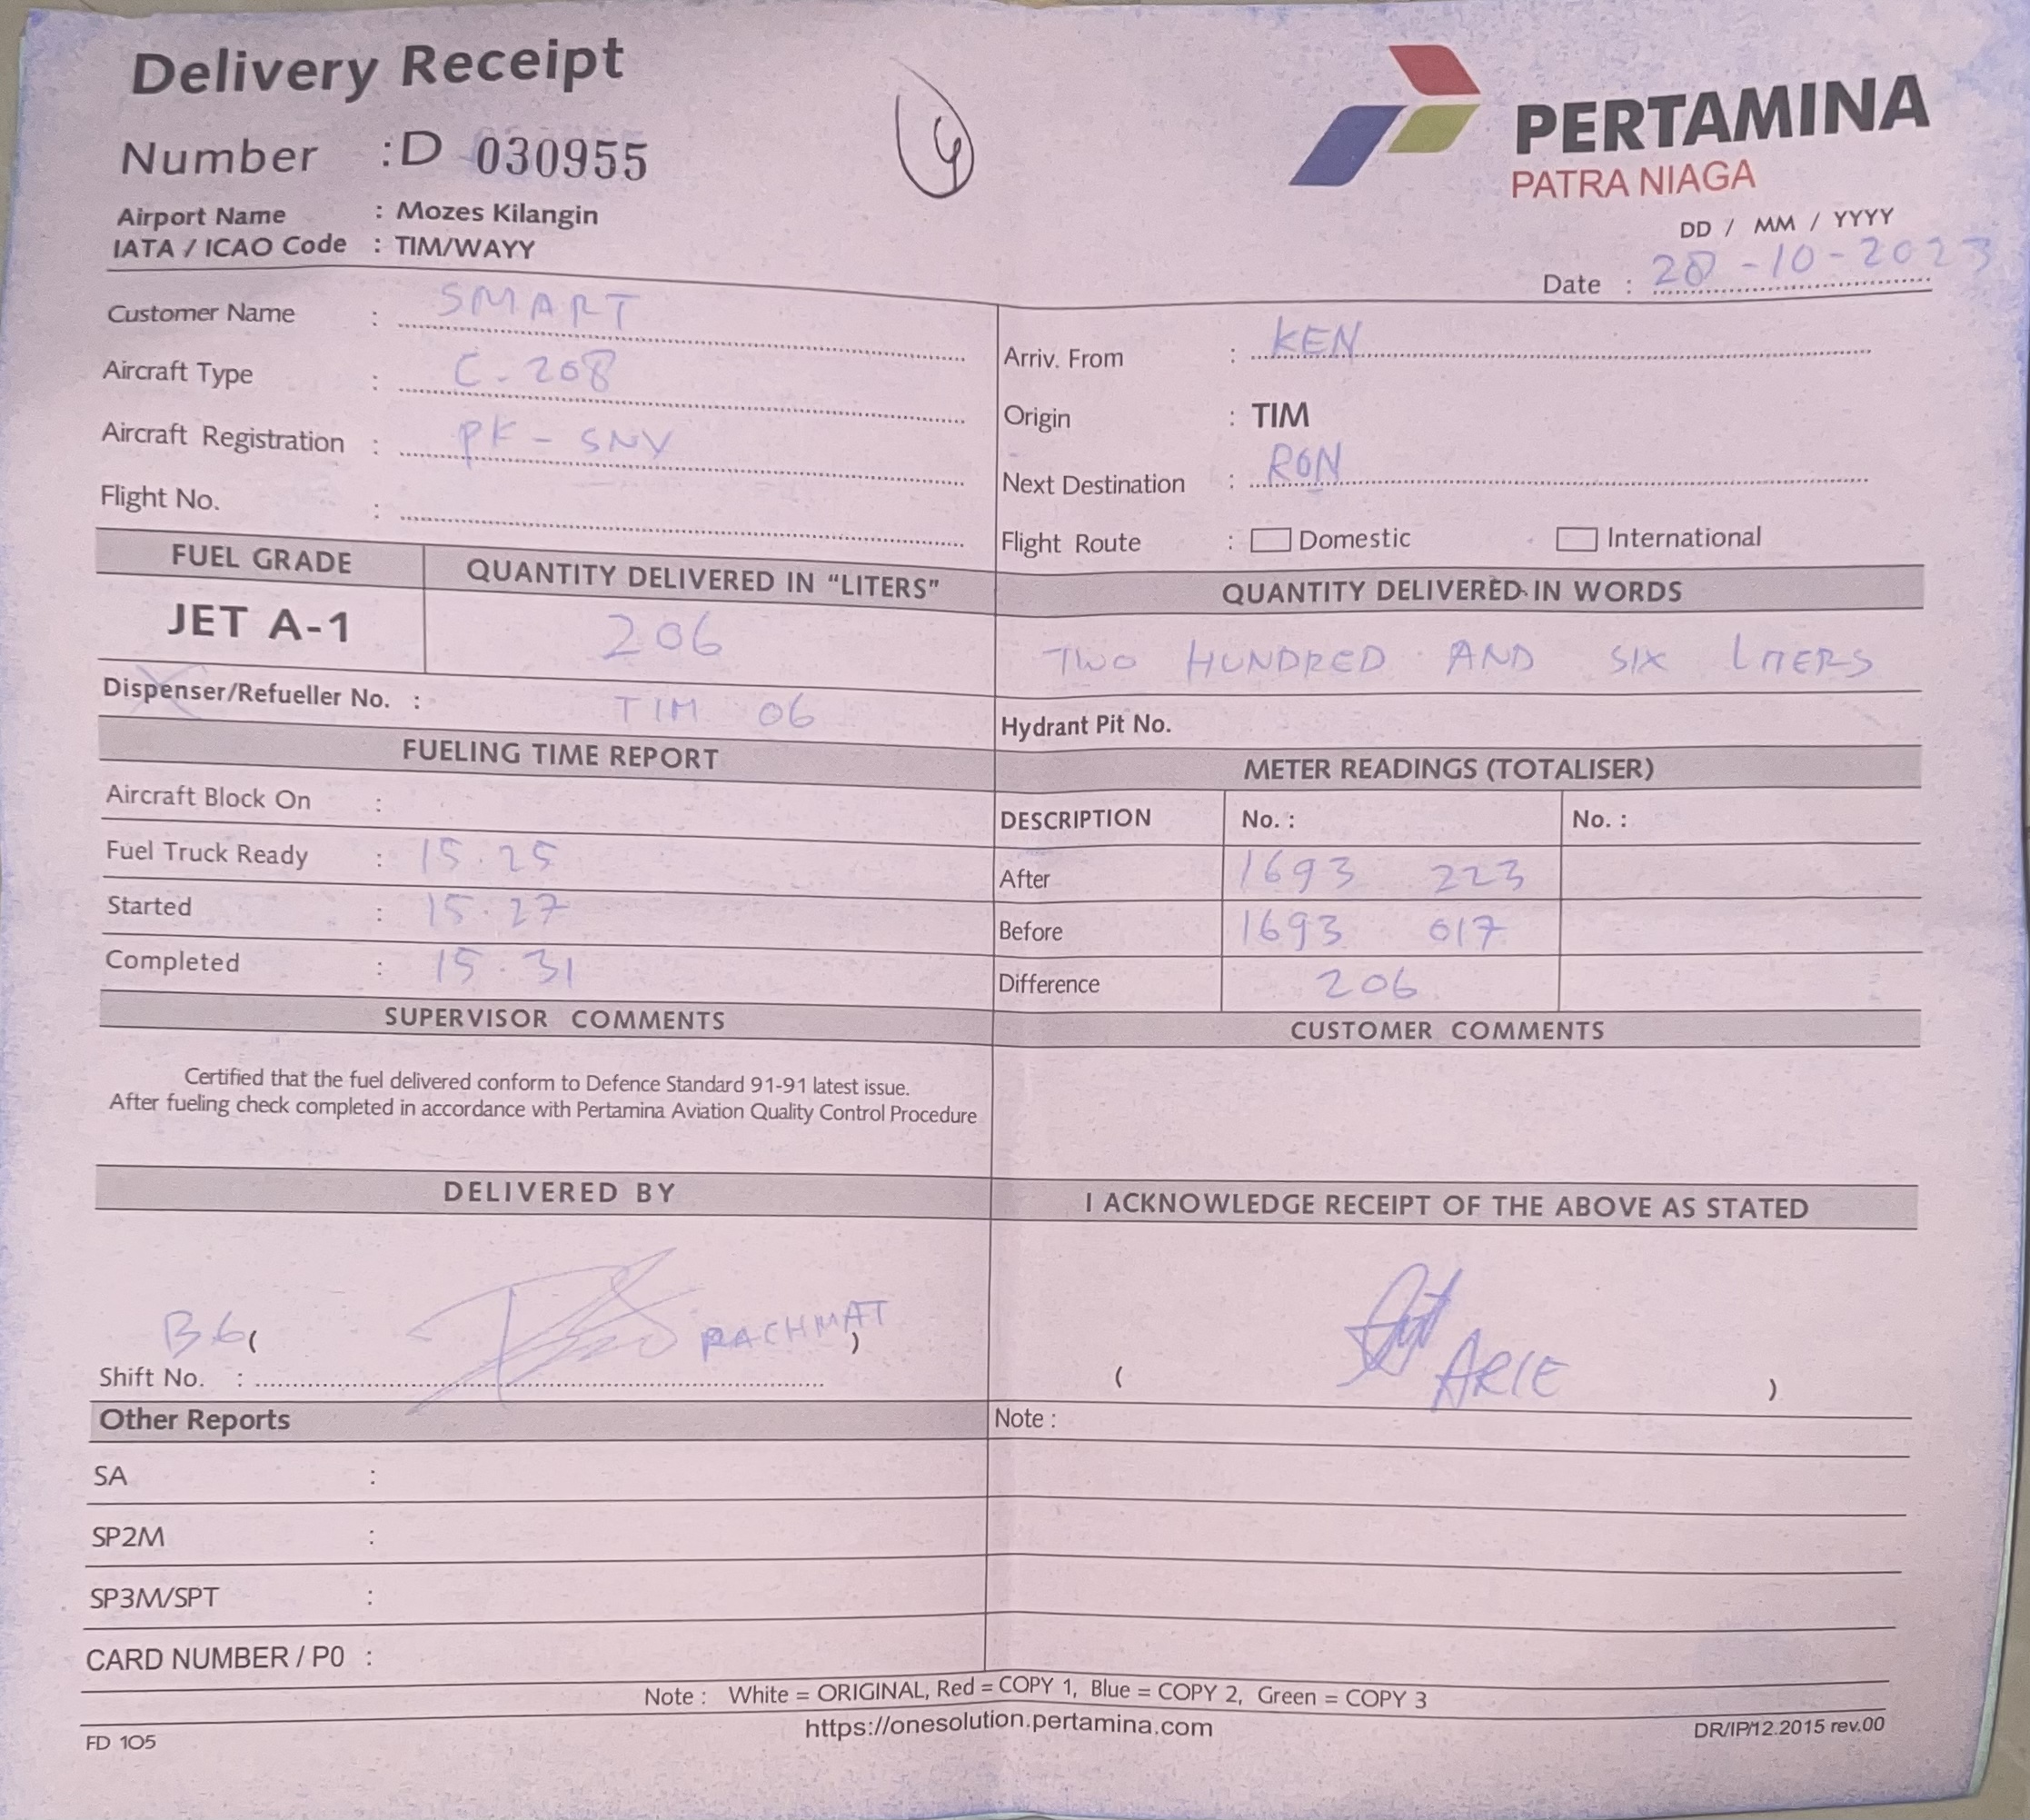 Delivery Receipt
Number :D 030955
Airport Name : Mozes Kilangin
IATA / ICAO Code : TIM/WAYY
PERTAMINA
PATRA NIAGA
DD / MM / YYYY
Date : 28-10-2023
Customer Name : SMART
Aircraft Type : C-208
Aircraft Registration : PK-SNV
Flight No. :
Arriv. From : KEN
Origin : TIM
Next Destination : RON
Flight Route : Domestic International
FUEL GRADE QUANTITY DELIVERED IN "LITERS" QUANTITY DELIVERED IN WORDS
JET A-1 206 TWO HUNDRED AND SIX LITERS
Dispenser/Refueller No. : TIM 06 Hydrant Pit No.
FUELING TIME REPORT
Aircraft Block On :
Fuel Truck Ready : 15.25
Started : 15.27
Completed : 15.31
METER READINGS (TOTALISER)
DESCRIPTION No. : No. :
After 1693 223
Before 1693 017
Difference 206
SUPERVISOR COMMENTS
Certified that the fuel delivered conform to Defence Standard 91-91 latest issue.
After fueling check completed in accordance with Pertamina Aviation Quality Control Procedure
CUSTOMER COMMENTS
DELIVERED BY
B6( RACHMAT )
Shift No. :
I ACKNOWLEDGE RECEIPT OF THE ABOVE AS STATED
( ARIE )
Other Reports
SA :
SP2M :
SP3M/SPT :
CARD NUMBER / P0 :
Note :
Note : White = ORIGINAL, Red = COPY 1, Blue = COPY 2, Green = COPY 3
https://onesolution.pertamina.com
FD 105
DR/IP/12.2015 rev.00